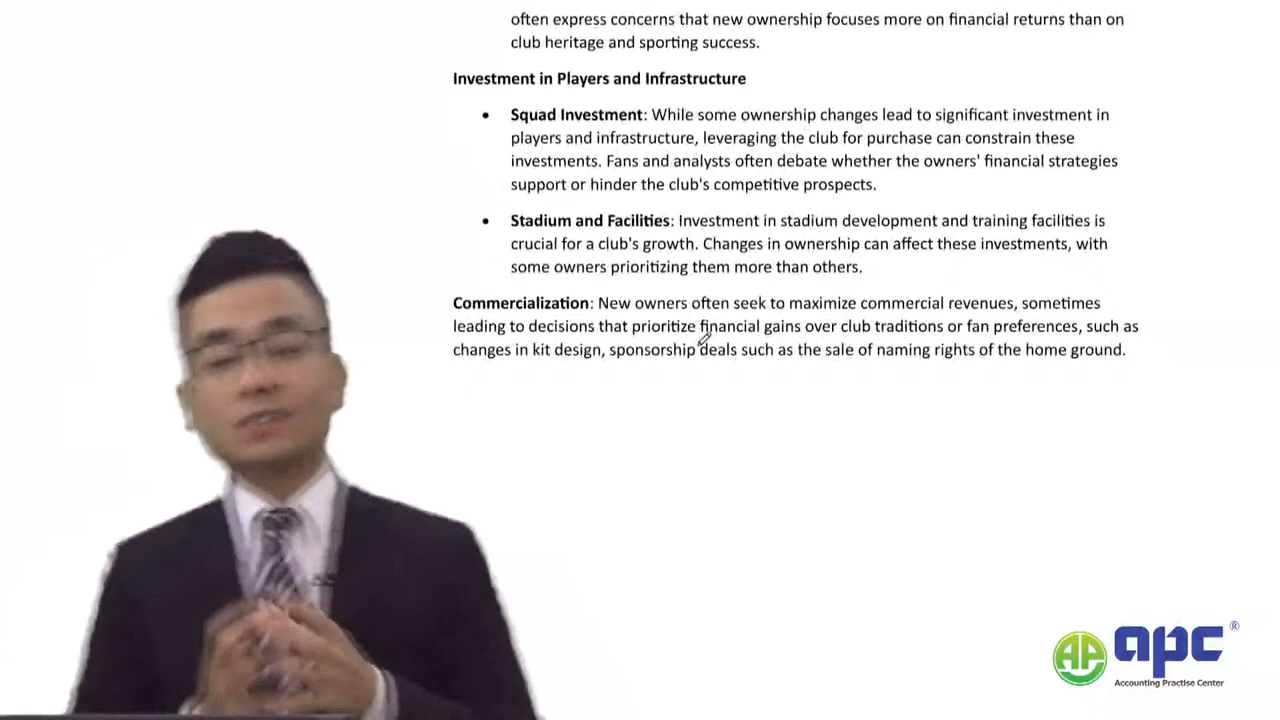 often express concerns that new ownership focuses more on financial returns than on
club heritage and sporting success.
Investment in Players and Infrastructure
• Squad Investment: While some ownership changes lead to significant investment in
players and infrastructure, leveraging the club for purchase can constrain these
investments. Fans and analysts often debate whether the owners' financial strategies
support or hinder the club's competitive prospects.
• Stadium and Facilities: Investment in stadium development and training facilities is
crucial for a club's growth. Changes in ownership can affect these investments, with
some owners prioritizing them more than others.
Commercialization: New owners often seek to maximize commercial revenues, sometimes
leading to decisions that prioritize financial gains over club traditions or fan preferences, such as
changes in kit design, sponsorship deals such as the sale of naming rights of the home ground.
AP apc ®
Accounting Practise Center